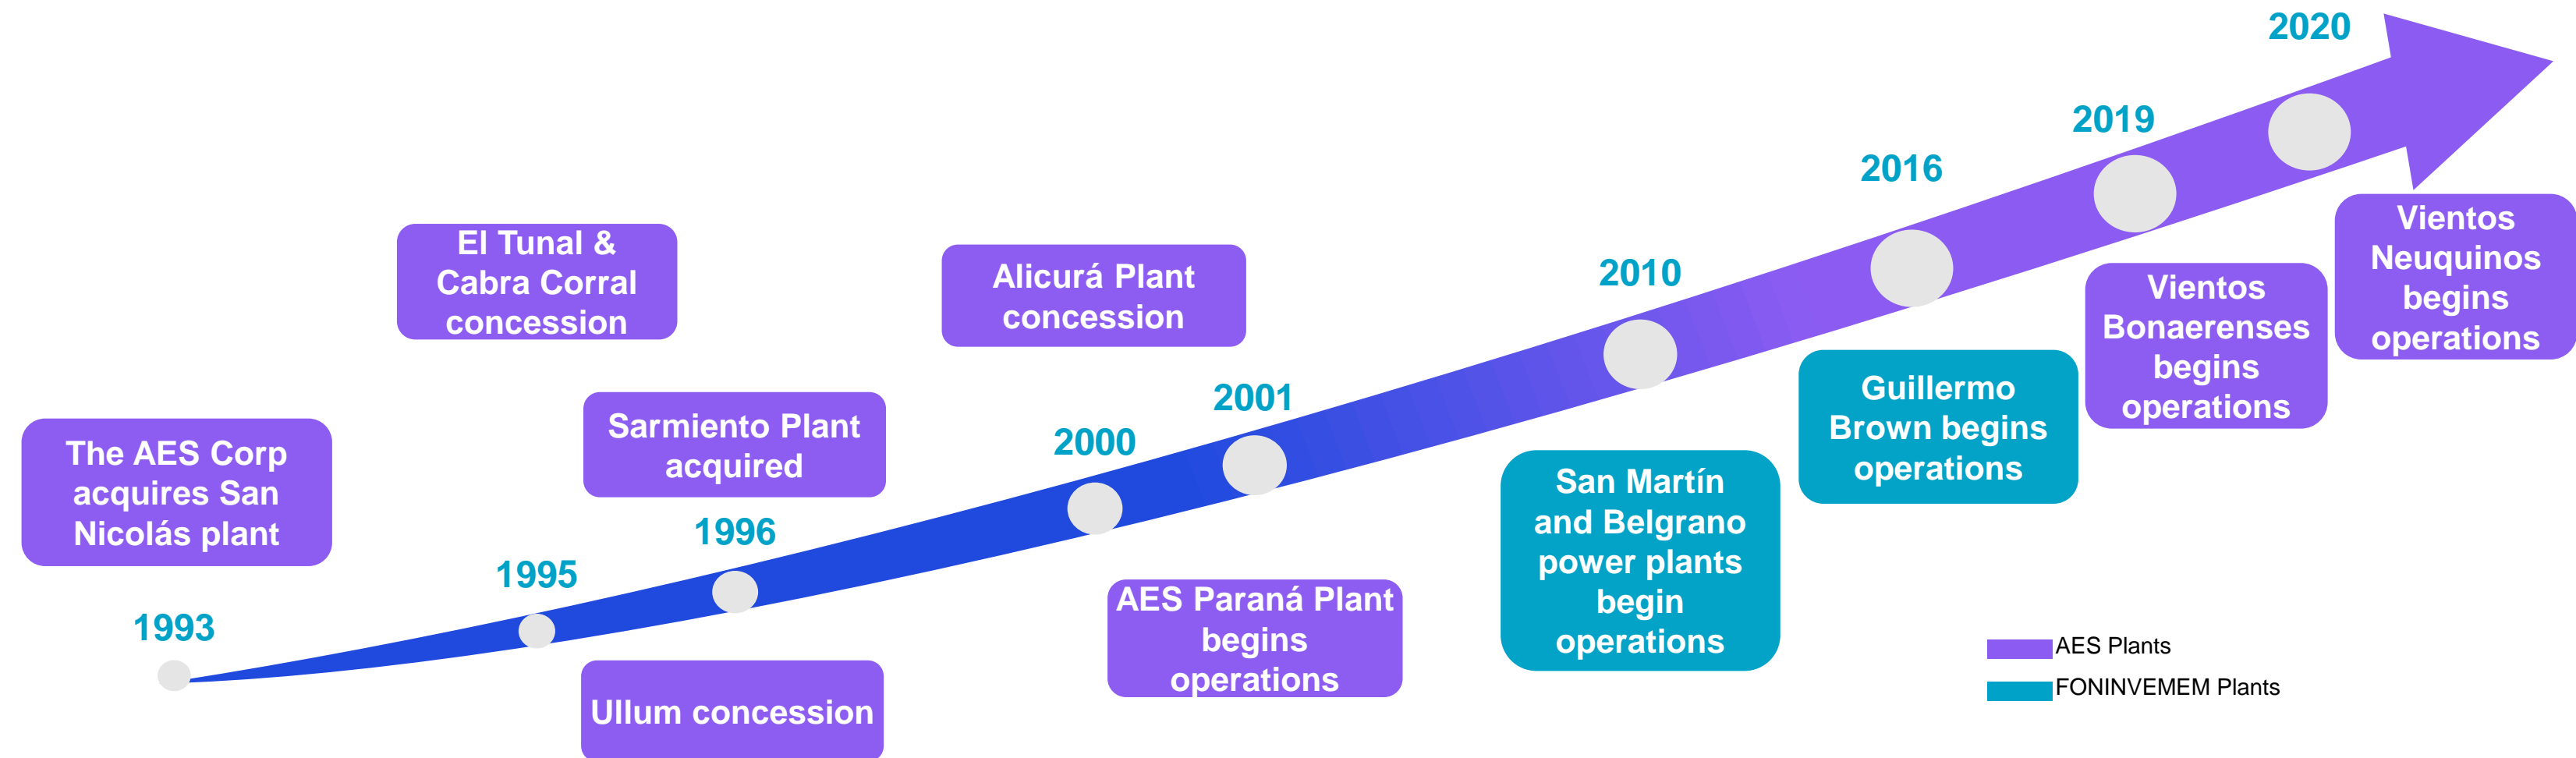 1993
The AES Corp
acquires San
Nicolás plant
1995
El Tunal &
Cabra Corral
concession
1996
Sarmiento Plant
acquired
Ullum concession
2000
Alicurá Plant
concession
2001
AES Paraná Plant
begins
operations
2010
San Martín
and Belgrano
power plants
begin
operations
2016
Guillermo
Brown begins
operations
2019
Vientos
Bonaerenses
begins
operations
2020
Vientos
Neuquinos
begins
operations
AES Plants
FONINVEMEM Plants